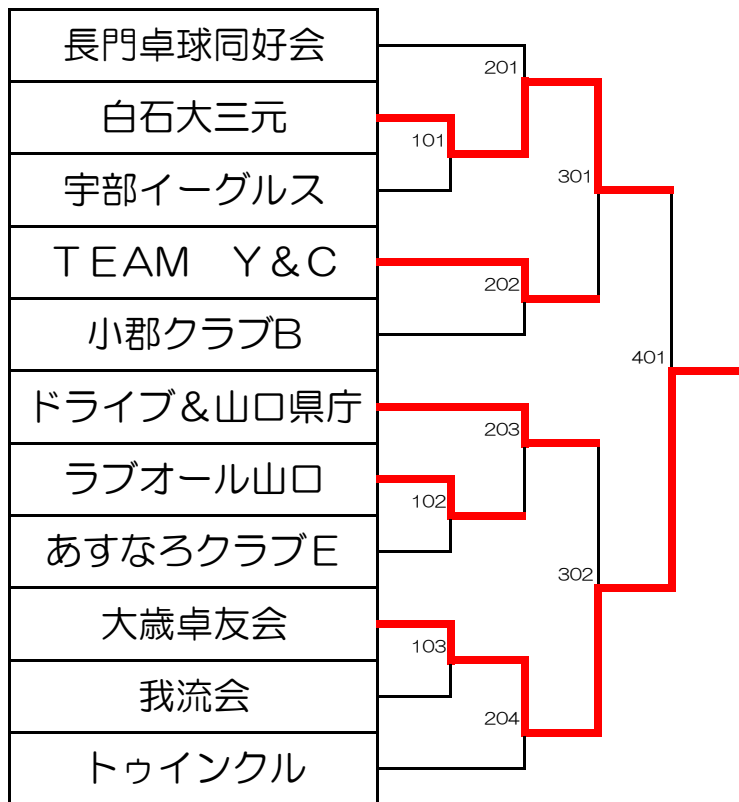 長門卓球同好会
白石大三元
宇部イーグルス
ＴＥＡＭ　Ｙ＆Ｃ
小郡クラブB
ドライブ＆山口県庁
ラブオール山口
あすなろクラブＥ
大歳卓友会
我流会
トゥインクル
101
102
103
201
202
203
204
301
302
401